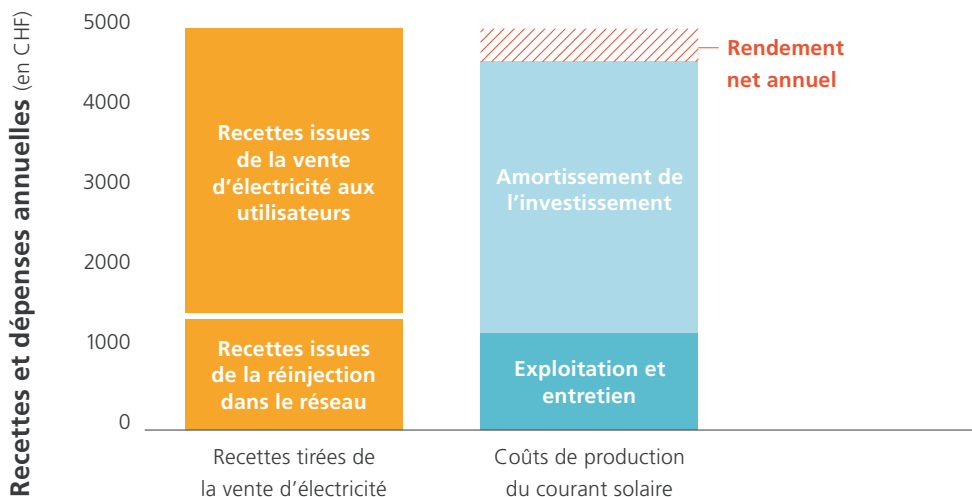 Recettes et dépenses annuelles (en CHF)
5000
4000
3000
2000
1000
0
Recettes issues
de la vente
d’électricité aux
utilisateurs
Recettes issues
de la réinjection
dans le réseau
Rendement
net annuel
Amortissement de
l’investissement
Exploitation et
entretien
Recettes tirées de
la vente d’électricité
Coûts de production
du courant solaire